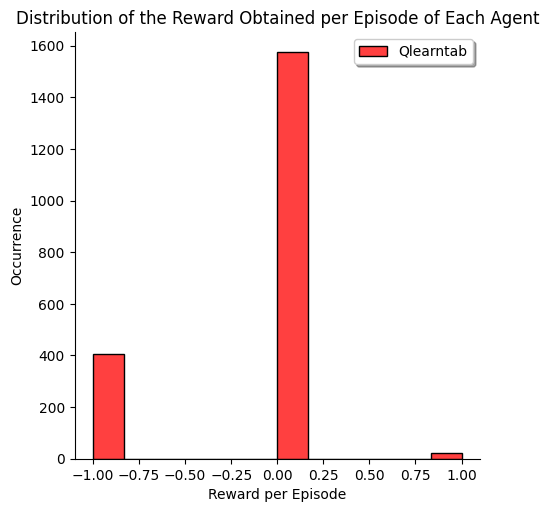 Distribution of the Reward Obtained per Episode of Each Agent
Qlearntab
1600
1400
1200
1000
800
600
400
200
0
Occurrence
−1.00 −0.75 −0.50 −0.25 0.00 0.25 0.50 0.75 1.00
Reward per Episode